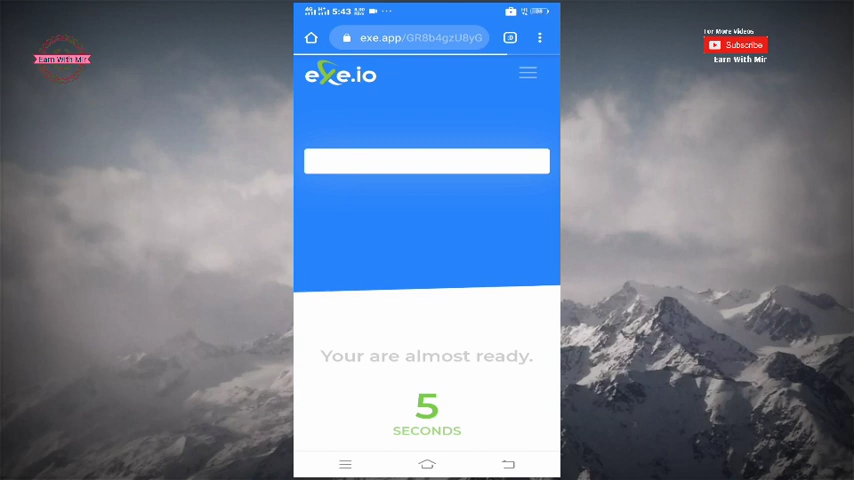 Earn With Mir
For More Videos
Subscribe
Earn With Mir
5:43
exe.app/GR8b4gzU8yG
exe.io
Your are almost ready.
5
SECONDS